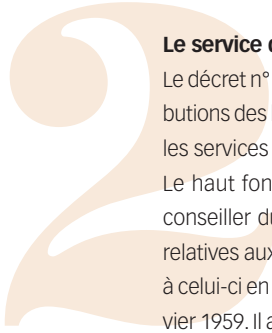 2
Le service d
Le décret n°
butions des
les services
Le haut fon
conseiller du
relatives aux
à celui-ci en
vier 1959. Il a